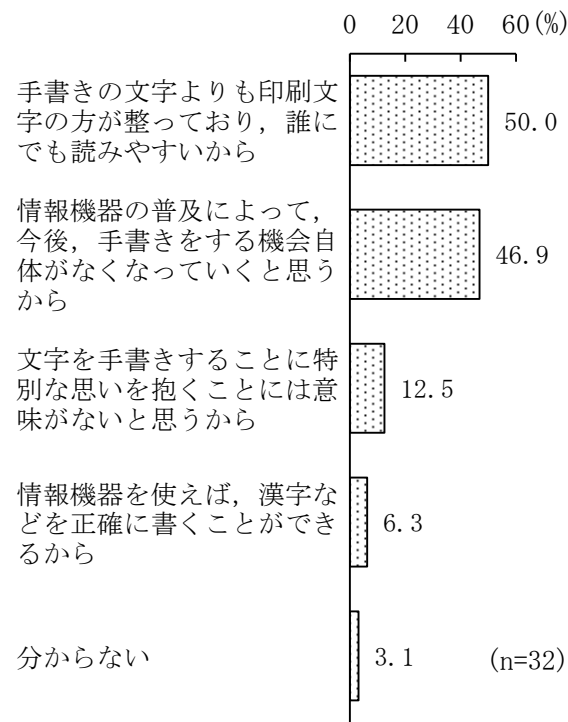 0 20 40 60(%)
手書きの文字よりも印刷文
字の方が整っており，誰に
でも読みやすいから
50.0
情報機器の普及によって，
今後，手書きをする機会自
体がなくなっていくと思う
から
46.9
文字を手書きすることに特
別な思いを抱くことには意
味がないと思うから
12.5
情報機器を使えば，漢字な
どを正確に書くことができ
るから
6.3
分からない
3.1
(n=32)